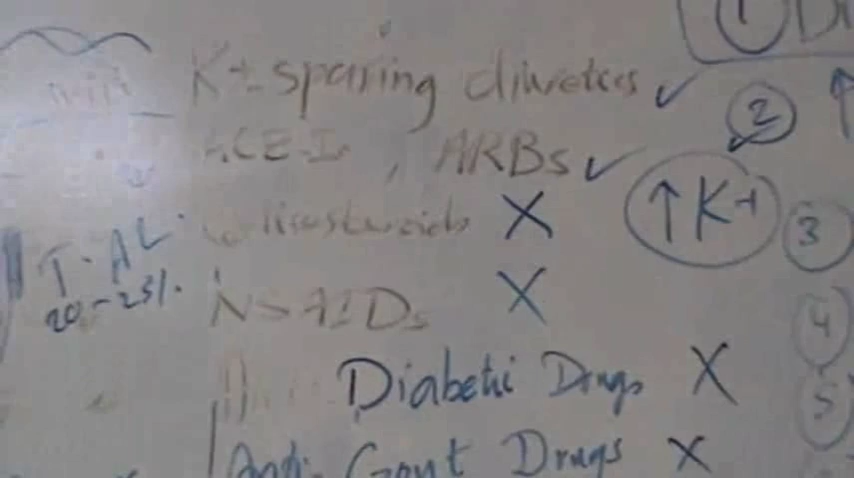 ① Di
K+ sparing diuretics ✓
② ↑
ACE-I, ARBs ✓
↑ K+
Corticosteroids X
③
T. AL
20-25%.
NSAIDs X
④
Diabetic Drugs X
⑤
Anti-Gout Drugs X